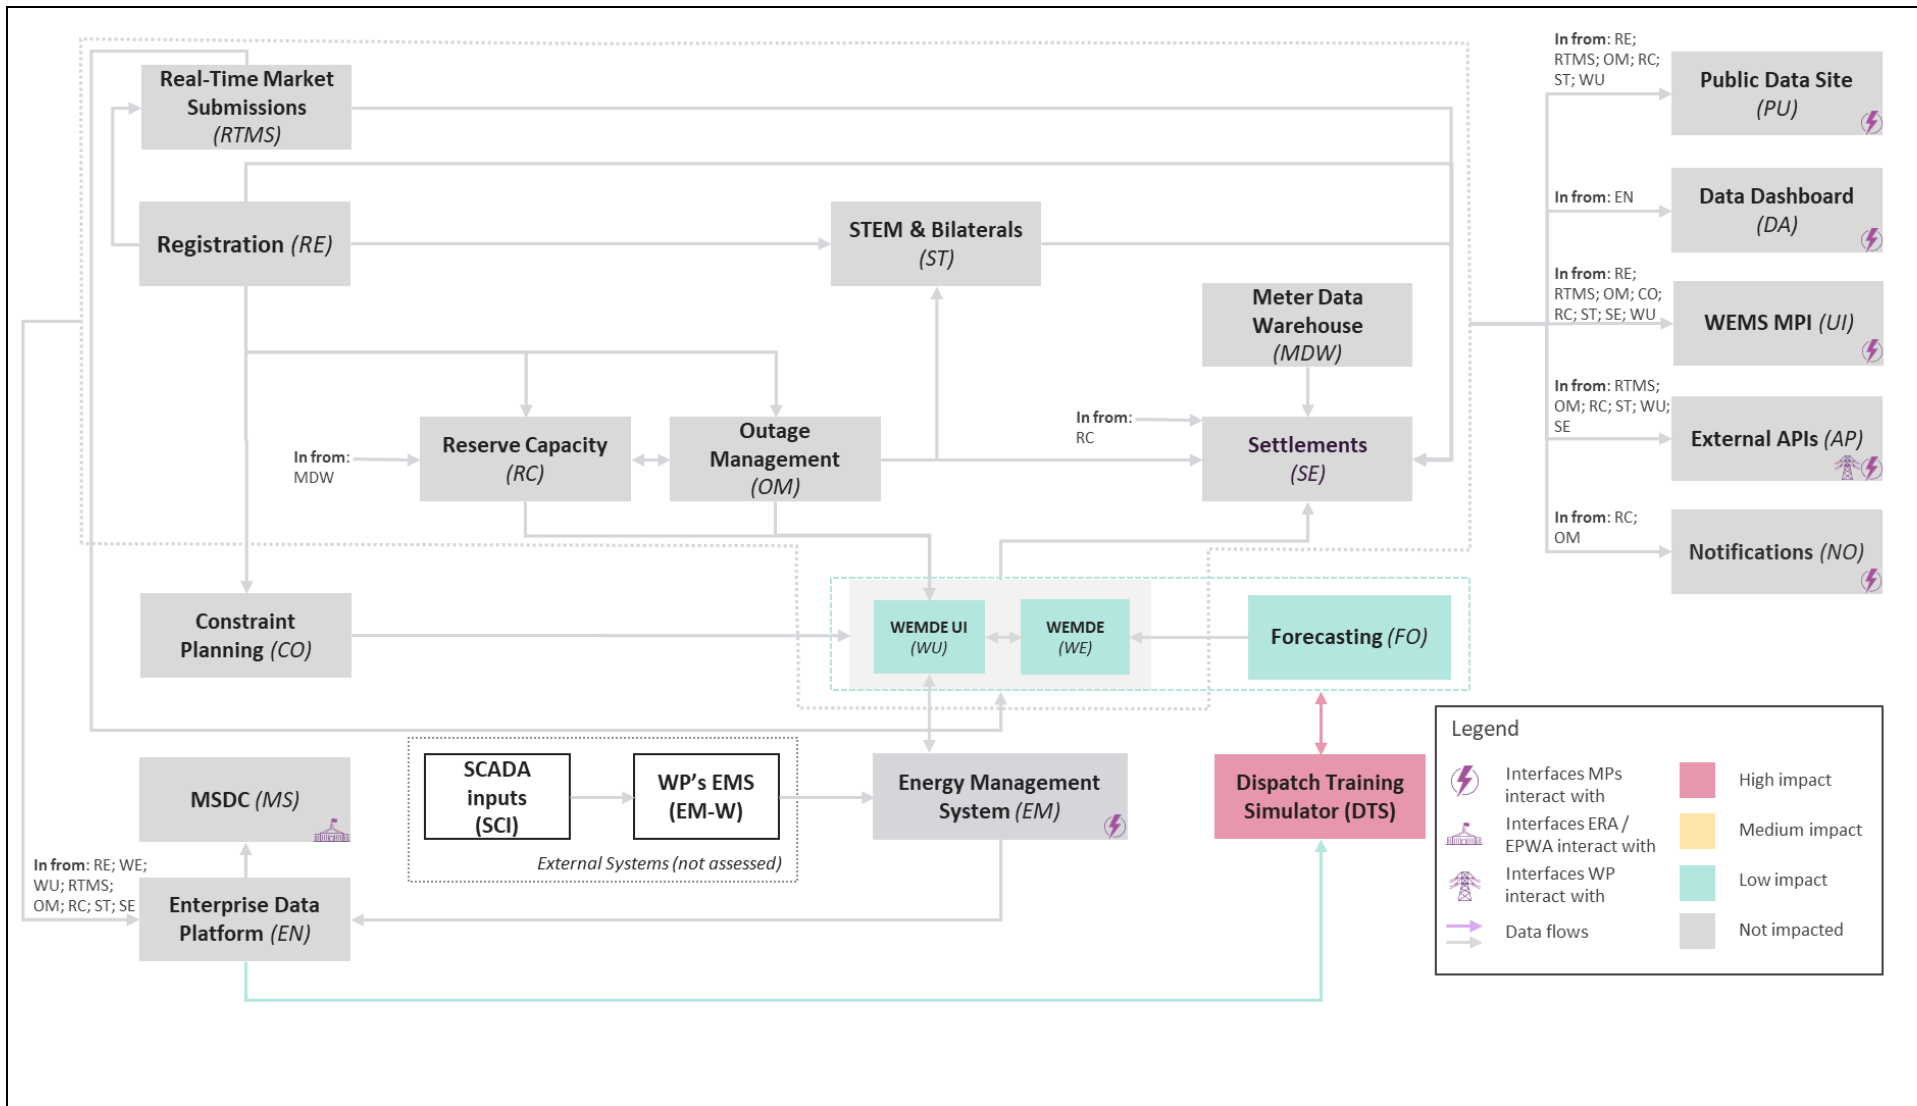 Real-Time Market
Submissions
(RTMS)
Registration (RE)
STEM & Bilaterals
(ST)
Meter Data
Warehouse
(MDW)
In from:
MDW
Reserve Capacity
(RC)
Outage
Management
(OM)
In from:
RC
Settlements
(SE)
Constraint
Planning (CO)
WEMDE UI
(WU)
WEMDE
(WE)
Forecasting (FO)
SCADA
inputs
(SCI)
WP's EMS
(EM-W)
External Systems (not assessed)
Energy Management
System (EM)
Dispatch Training
Simulator (DTS)
MSDC (MS)
In from: RE; WE;
WU; RTMS;
OM; RC; ST; SE
Enterprise Data
Platform (EN)
In from: RE;
RTMS; OM; RC;
ST; WU
Public Data Site
(PU)
In from: EN
Data Dashboard
(DA)
In from: RE;
RTMS; OM; CO;
RC; ST; SE; WU
WEMS MPI (UI)
In from: RTMS;
OM; RC; ST; WU;
SE
External APIs (AP)
In from: RC;
OM
Notifications (NO)
Legend
Interfaces MPs
interact with
Interfaces ERA /
EPWA interact with
Interfaces WP
interact with
Data flows
High impact
Medium impact
Low impact
Not impacted